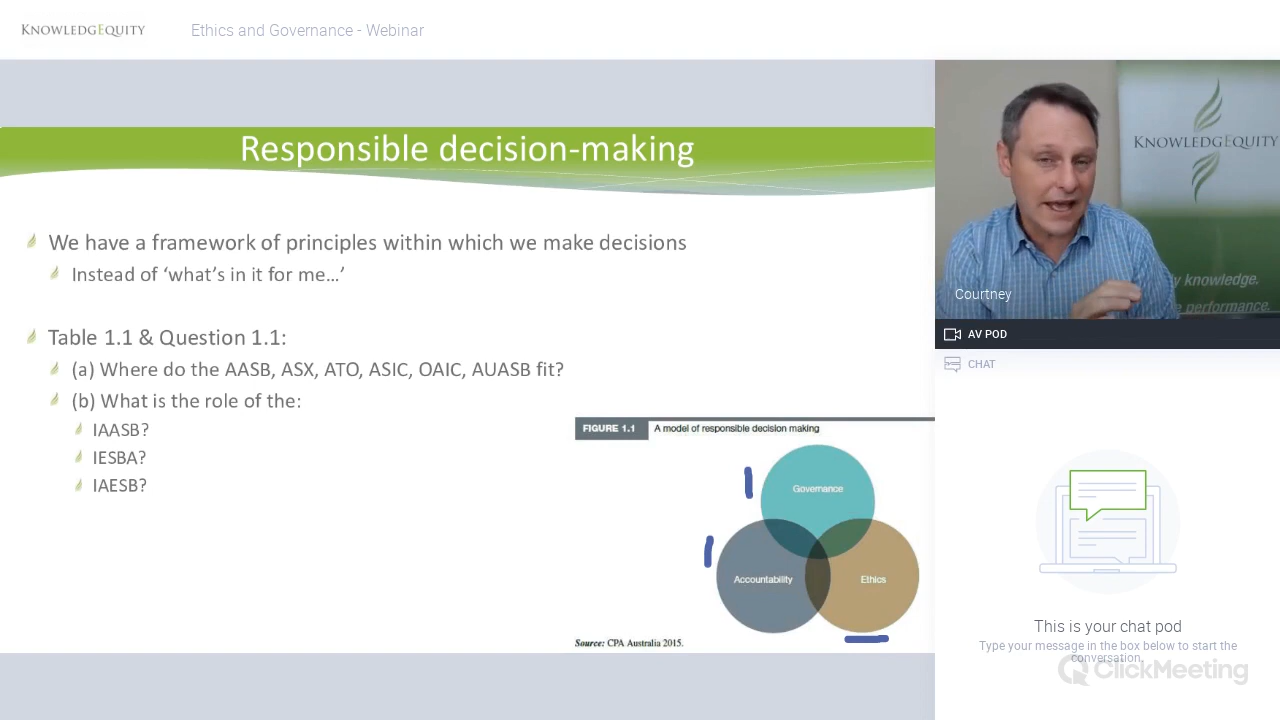 KNOWLEDGEQUITY
Ethics and Governance - Webinar
Responsible decision-making
We have a framework of principles within which we make decisions
Instead of ‘what’s in it for me…’
Table 1.1 & Question 1.1:
(a) Where do the AASB, ASX, ATO, ASIC, OAIC, AUASB fit?
(b) What is the role of the:
IAASB?
IESBA?
IAESB?
FIGURE 1.1 A model of responsible decision making
Governance
Accountability
Ethics
Source: CPA Australia 2015.
KNOWLEDGEQUITY
y knowledge.
e performance.
Courtney
AV POD
CHAT
This is your chat pod
Type your message in the box below to start the
conversation.
ClickMeeting